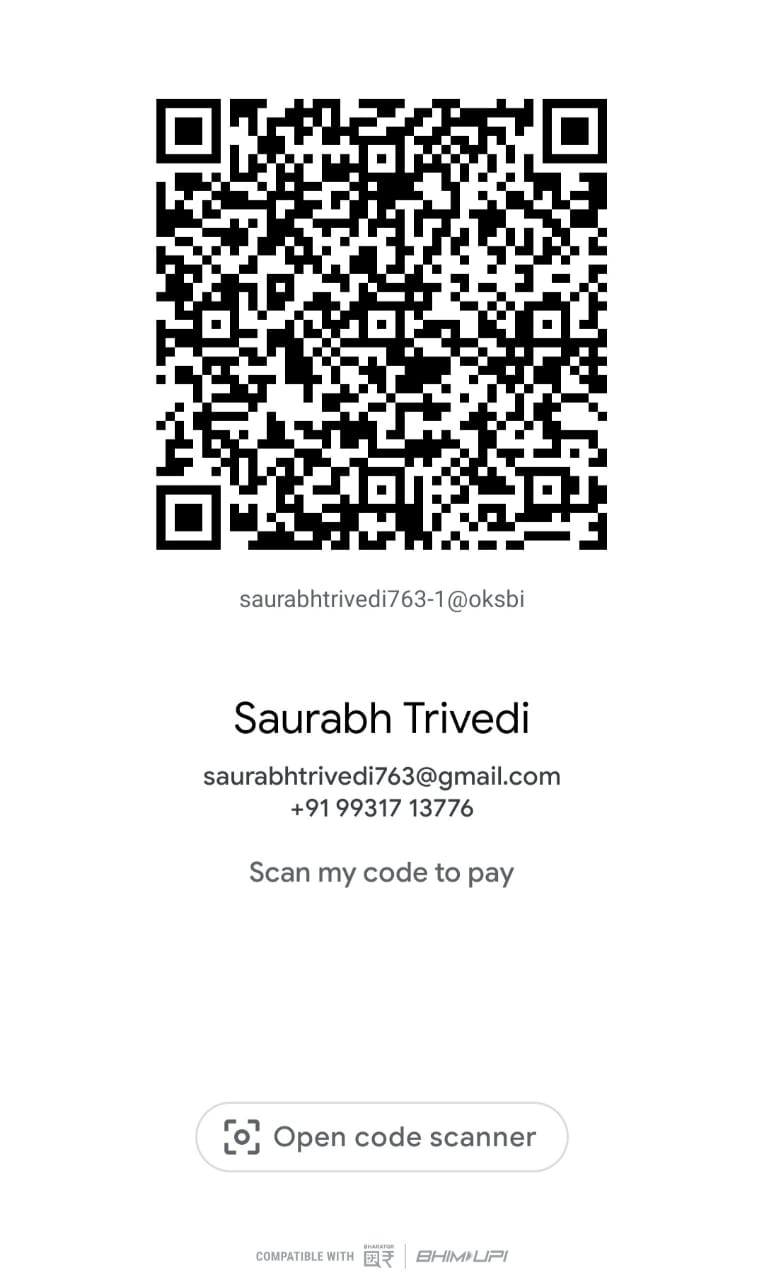 saurabhtrivedi763-1@oksbi
Saurabh Trivedi
saurabhtrivedi763@gmail.com
+91 99317 13776
Scan my code to pay
Open code scanner
COMPATIBLE WITH BHARATQR BHIM UPI